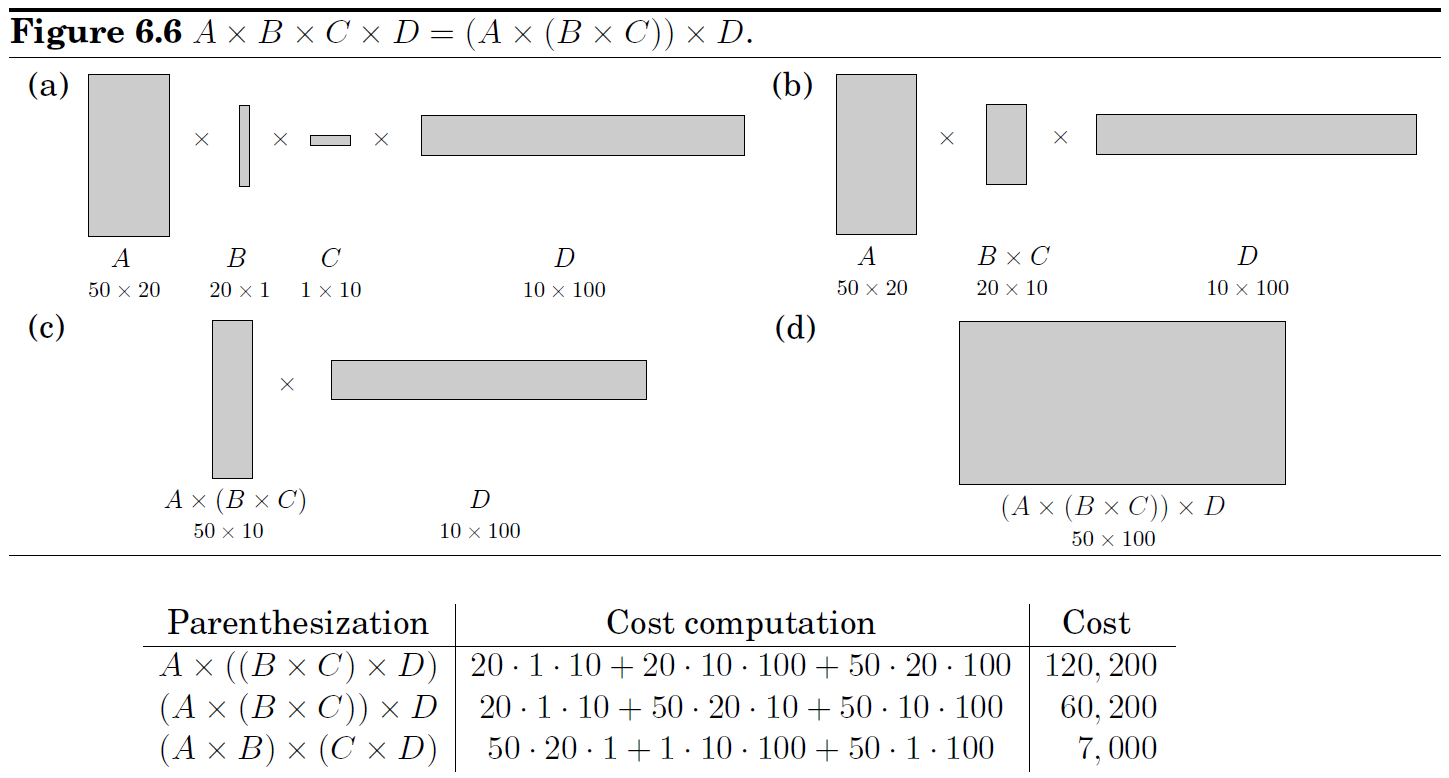 Figure 6.6 A × B × C × D = (A × (B × C)) × D.
(a) × × × (b) × ×
A B C D A B × C D
50 × 20 20 × 1 1 × 10 10 × 100 50 × 20 20 × 10 10 × 100
(c) × (d)
A × (B × C) D (A × (B × C)) × D
50 × 10 10 × 100 50 × 100
Parenthesization Cost computation Cost
A × ((B × C) × D) 20 · 1 · 10 + 20 · 10 · 100 + 50 · 20 · 100 120, 200
(A × (B × C)) × D 20 · 1 · 10 + 50 · 20 · 10 + 50 · 10 · 100 60, 200
(A × B) × (C × D) 50 · 20 · 1 + 1 · 10 · 100 + 50 · 1 · 100 7, 000